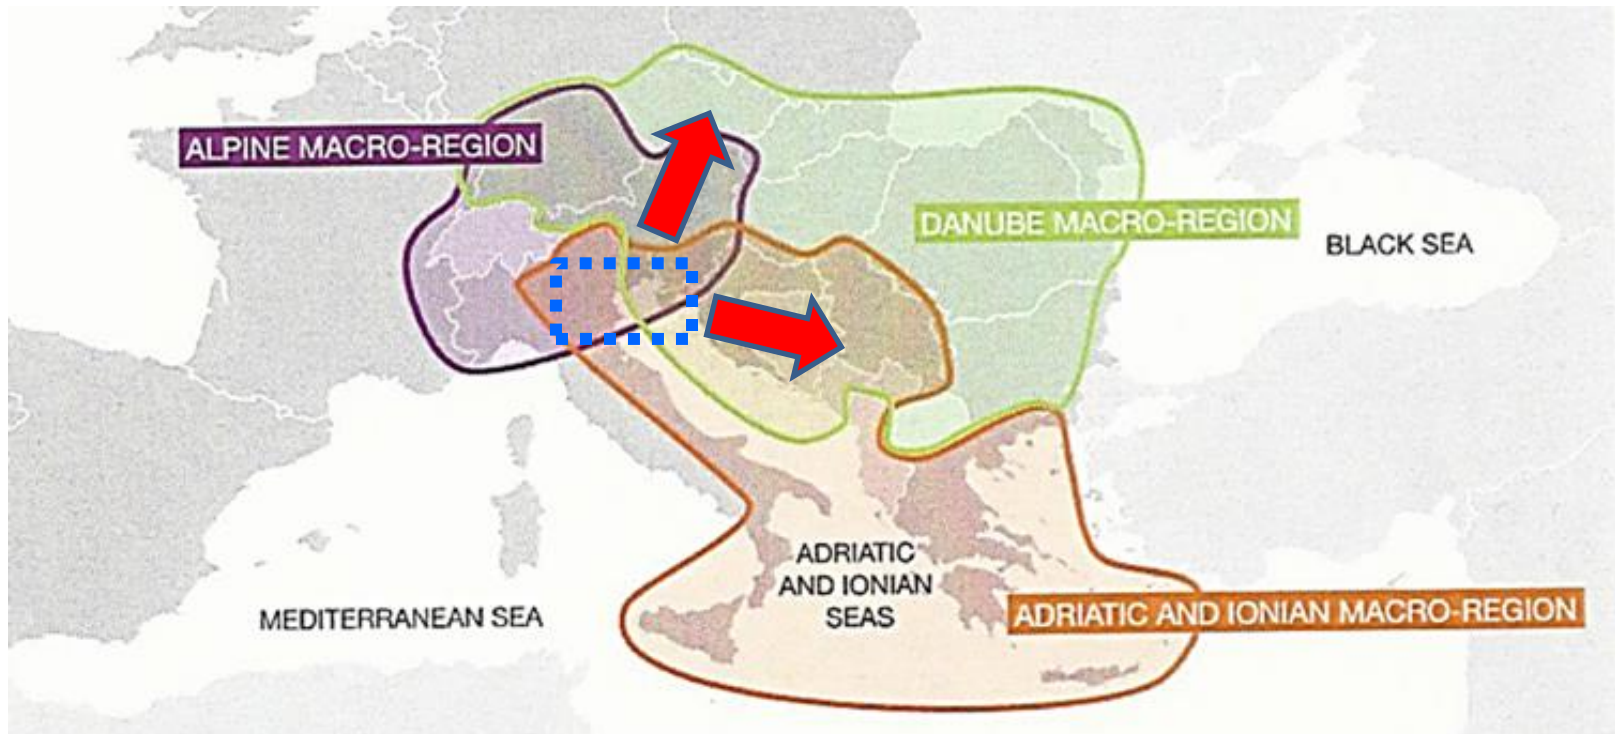 ALPINE MACRO-REGION
DANUBE MACRO-REGION
BLACK SEA
ADRIATIC
AND IONIAN
SEAS
MEDITERRANEAN SEA
ADRIATIC AND IONIAN MACRO-REGION